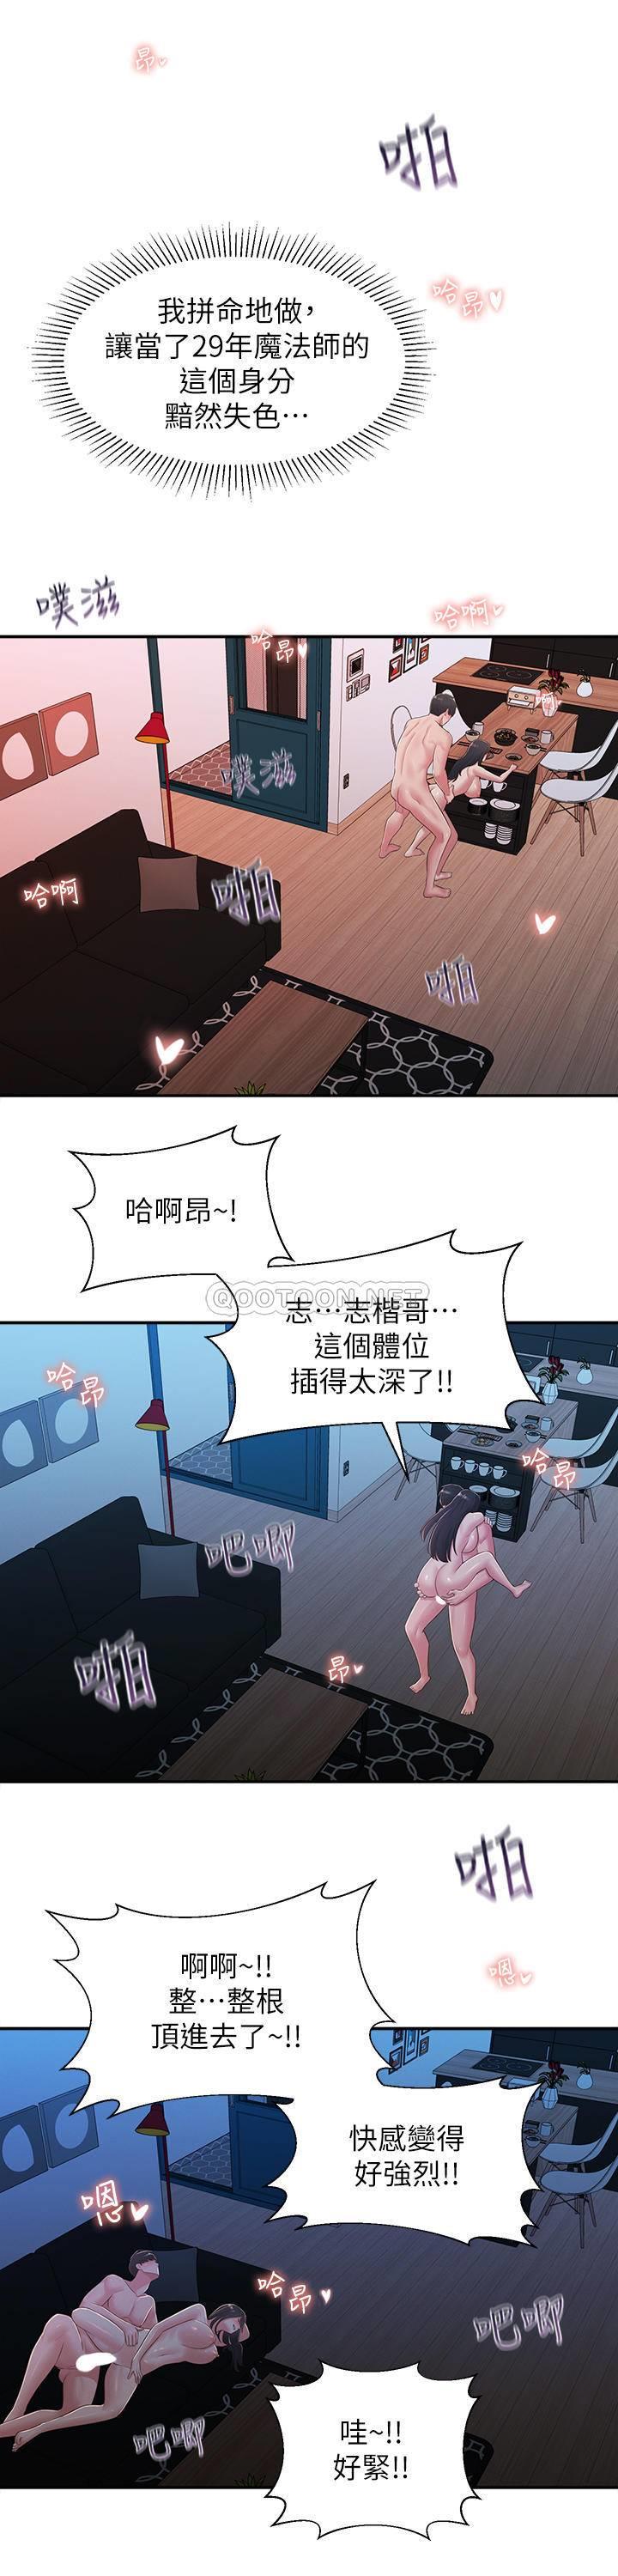 昂
啪
哈昂
我拼命地做，
讓當了29年魔法師的
這個身分
黯然失色…
噗滋
哈啊
哈昂
啊
噗滋
哈啊
啪
啪
哈啊昂~!
QOOTOON.NET
志…志楷哥…
這個體位
插得太深了!!
哈昂
哈昂
吧唧
啪
昂
啪
嗯
啊啊~!!
整…整根
頂進去了~!!
快感變得
好強烈!!
嗯
哈昂
吧唧
吧唧
哇~!!
好緊!!